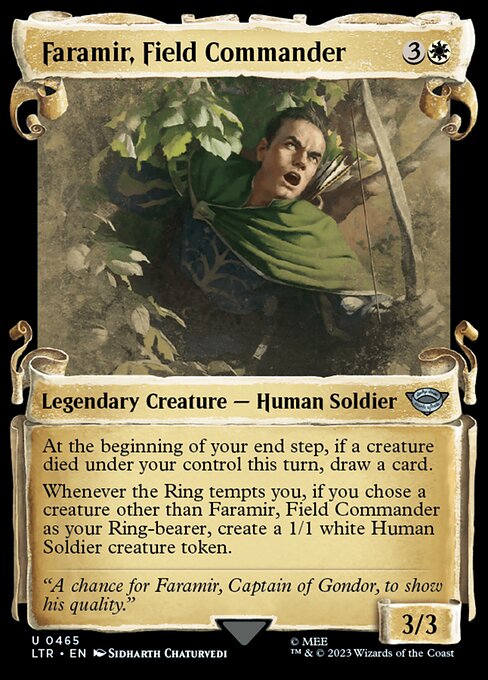 Faramir, Field Commander 3
Legendary Creature — Human Soldier
At the beginning of your end step, if a creature
died under your control this turn, draw a card.
Whenever the Ring tempts you, if you chose a
creature other than Faramir, Field Commander
as your Ring-bearer, create a 1/1 white Human
Soldier creature token.
“A chance for Faramir, Captain of Gondor, to show
his quality.”
3/3
U 0465
LTR • EN Sidharth Chaturvedi
© MEE
™ & © 2023 Wizards of the Coast